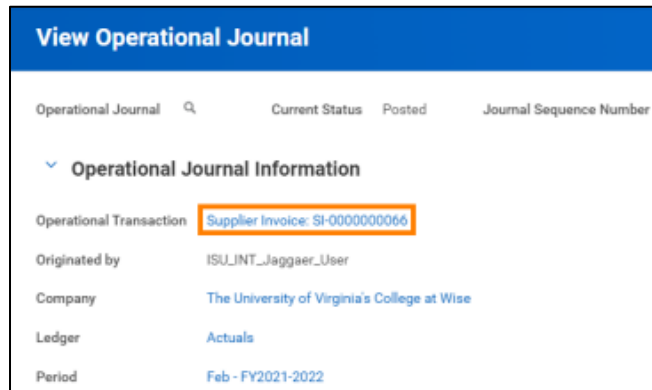 View Operational Journal
Operational Journal Current Status Posted Journal Sequence Number
Operational Journal Information
Operational Transaction Supplier Invoice: SI-0000000066
Originated by ISU_INT_Jaggaer_User
Company The University of Virginia's College at Wise
Ledger Actuals
Period Feb - FY2021-2022